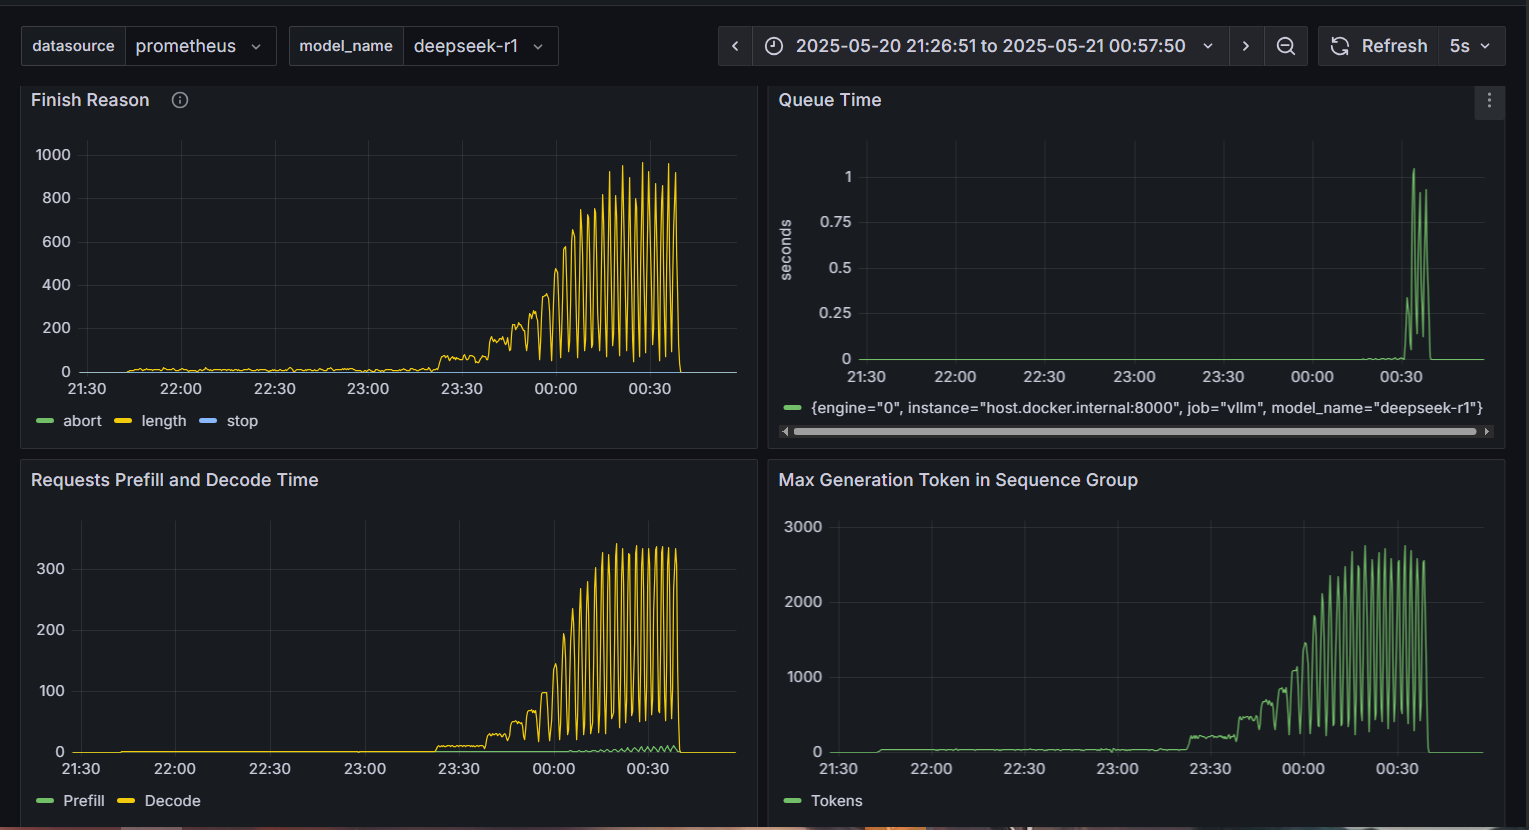 datasource prometheus model_name deepseek-r1 2025-05-20 21:26:51 to 2025-05-21 00:57:50 Refresh 5s
Finish Reason
1000
800
600
400
200
0
21:30 22:00 22:30 23:00 23:30 00:00 00:30
abort length stop
Queue Time
seconds
1
0.75
0.5
0.25
0
21:30 22:00 22:30 23:00 23:30 00:00 00:30
{engine="0", instance="host.docker.internal:8000", job="vllm", model_name="deepseek-r1"}
Requests Prefill and Decode Time
300
200
100
0
21:30 22:00 22:30 23:00 23:30 00:00 00:30
Prefill Decode
Max Generation Token in Sequence Group
3000
2000
1000
0
21:30 22:00 22:30 23:00 23:30 00:00 00:30
Tokens